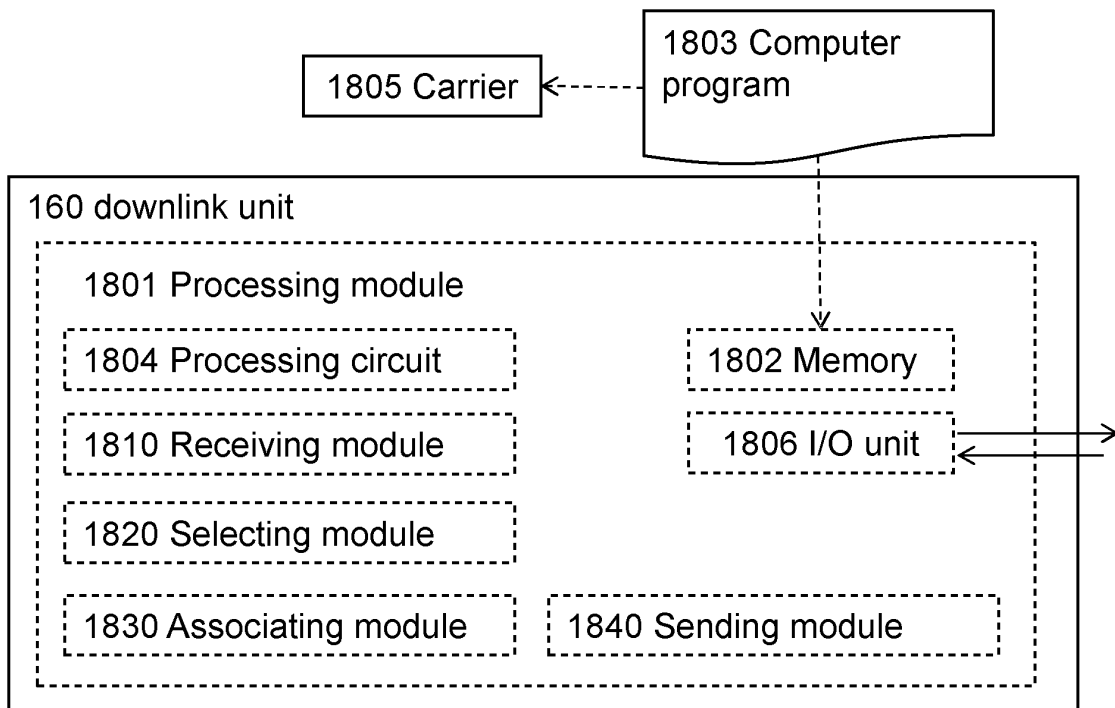 1803 Computer
program
1805 Carrier
160 downlink unit
1801 Processing module
1804 Processing circuit
1802 Memory
1810 Receiving module
1806 I/O unit
1820 Selecting module
1830 Associating module
1840 Sending module